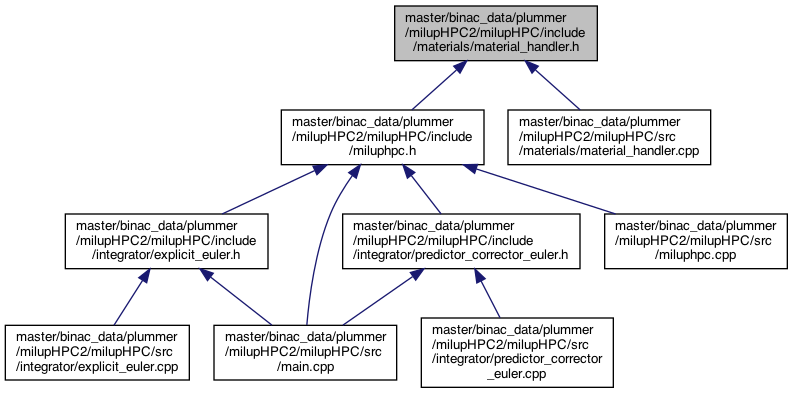 master/binac_data/plummer
/milupHPC2/milupHPC/include
/materials/material_handler.h
master/binac_data/plummer
/milupHPC2/milupHPC/include
/miluphpc.h
master/binac_data/plummer
/milupHPC2/milupHPC/src
/materials/material_handler.cpp
master/binac_data/plummer
/milupHPC2/milupHPC/include
/integrator/explicit_euler.h
master/binac_data/plummer
/milupHPC2/milupHPC/include
/integrator/predictor_corrector_euler.h
master/binac_data/plummer
/milupHPC2/milupHPC/src
/miluphpc.cpp
master/binac_data/plummer
/milupHPC2/milupHPC/src
/integrator/explicit_euler.cpp
master/binac_data/plummer
/milupHPC2/milupHPC/src
/main.cpp
master/binac_data/plummer
/milupHPC2/milupHPC/src
/integrator/predictor_corrector
_euler.cpp